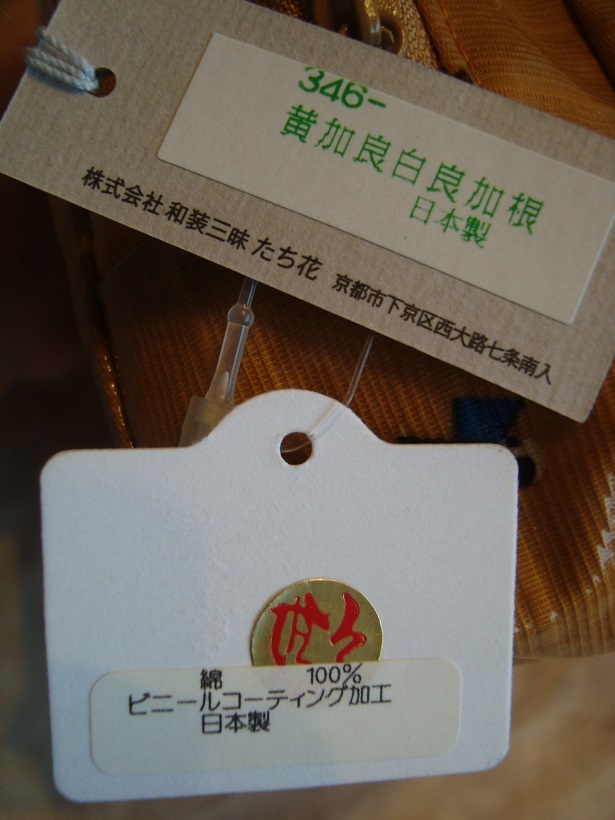 346-
黄加良白良加根
日本製
株式会社 和装三昧 たち花 京都市下京区西大路七条南入
綿 100%
ビニールコーティング加工
日本製